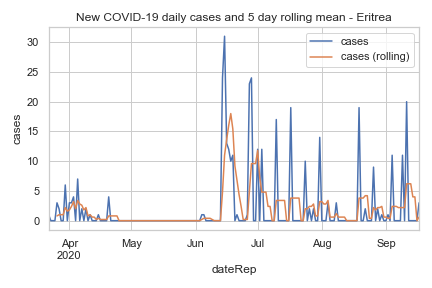 New COVID-19 daily cases and 5 day rolling mean - Eritrea
cases
cases (rolling)
30
25
20
15
10
5
0
cases
Apr
2020
May
Jun
Jul
Aug
Sep
dateRep